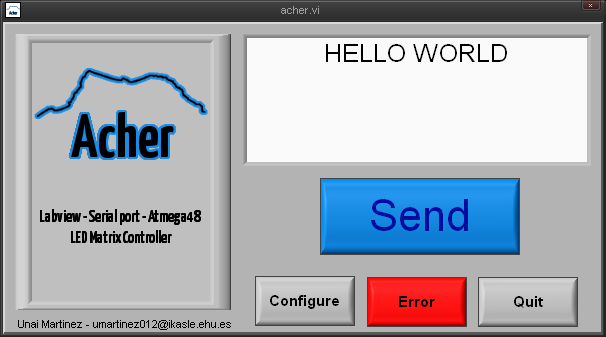 acher.vi
Acher
HELLO WORLD
Acher
Labview - Serial port - Atmega48
LED Matrix Controller
Send
Configure
Error
Quit
Unai Martinez - umartinez012@ikasle.ehu.es